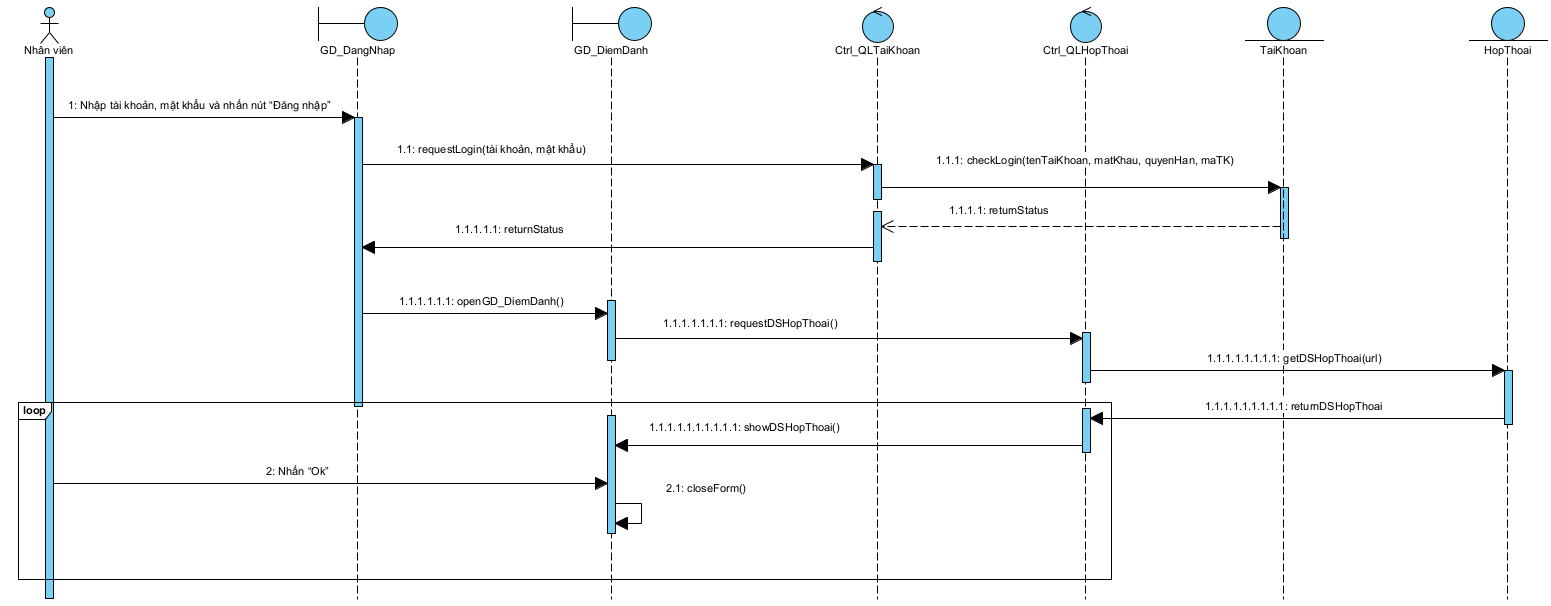 Nhân viên
GD_DangNhap
GD_DiemDanh
Ctrl_QLTaiKhoan
Ctrl_QLHopThoai
TaiKhoan
HopThoai
1: Nhập tài khoản, mật khẩu và nhấn nút “Đăng nhập”
1.1: requestLogin(tài khoản, mật khẩu)
1.1.1: checkLogin(tenTaiKhoan, matKhau, quyenHan, maTK)
1.1.1.1: returnStatus
1.1.1.1.1: returnStatus
1.1.1.1.1.1: openGD_DiemDanh()
1.1.1.1.1.1.1: requestDSHopThoai()
1.1.1.1.1.1.1.1: getDSHopThoai(url)
loop
1.1.1.1.1.1.1.1.1: returnDSHopThoai
1.1.1.1.1.1.1.1.1.1: showDSHopThoai()
2: Nhấn “Ok”
2.1: closeForm()